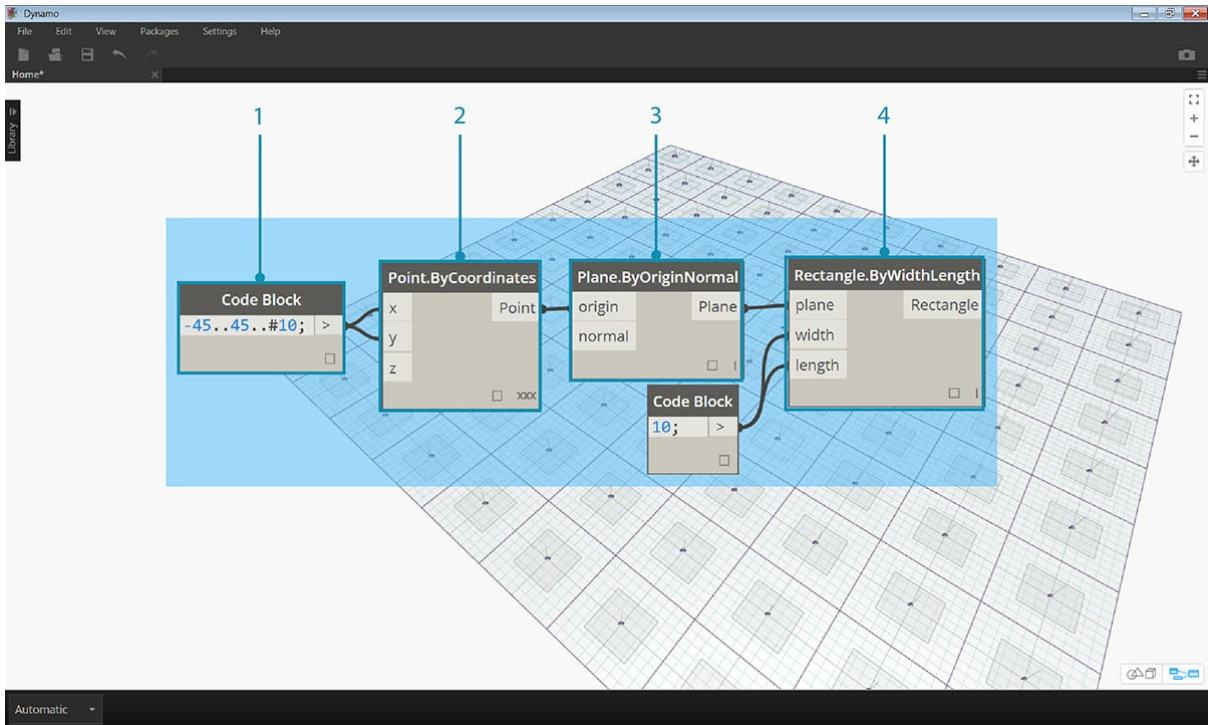 Dynamo
File Edit View Packages Settings Help
Home*
Library
1 2 3 4
Code Block
-45..45..#10; >
Point.ByCoordinates
x Point
y
z
xxx
Plane.ByOriginNormal
origin Plane
normal
Code Block
10; >
Rectangle.ByWidthLength
plane Rectangle
width
length
Automatic